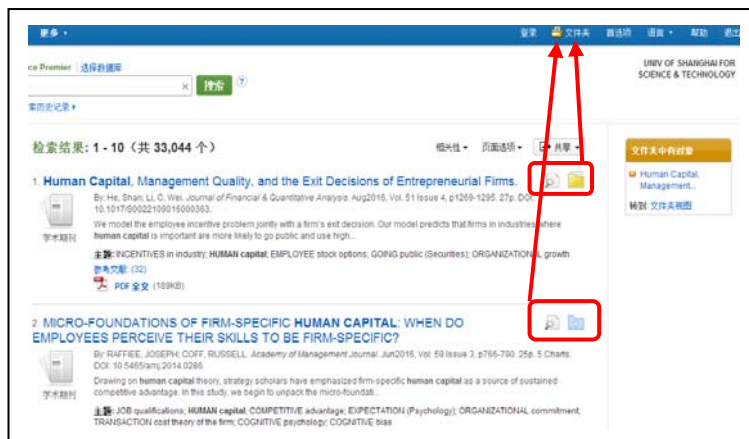 更多
登录 文件夹 首选项 语言 帮助 退出
ce Premier 选择数据库
搜索
索历史记录
UNIV OF SHANGHAI FOR
SCIENCE & TECHNOLOGY
检索结果: 1 - 10（共 33,044 个）
相关性 页面选项 共享
文件夹中有对象
Human Capital,
Management...
转到: 文件夹视图
1. Human Capital, Management Quality, and the Exit Decisions of Entrepreneurial Firms.
By: He, Shan; Li, C. Wei. Journal of Financial & Quantitative Analysis. Aug2016, Vol. 51 Issue 4, p1269-1295. 27p. DOI:
10.1017/S0022109016000363.
We model the employee incentive problem jointly with a firm's exit decision. Our model predicts that firms in industries where
human capital is important are more likely to go public and use high...
学术期刊
主题: INCENTIVES in industry; HUMAN capital; EMPLOYEE stock options; GOING public (Securities); ORGANIZATIONAL growth
参考文献: (32)
PDF 全文 (189KB)
2. MICRO-FOUNDATIONS OF FIRM-SPECIFIC HUMAN CAPITAL: WHEN DO
EMPLOYEES PERCEIVE THEIR SKILLS TO BE FIRM-SPECIFIC?
By: RAFFIEE, JOSEPH; COFF, RUSSELL. Academy of Management Journal. Jun2016, Vol. 59 Issue 3, p766-790. 25p. 5 Charts.
DOI: 10.5465/amj.2014.0286.
Drawing on human capital theory, strategy scholars have emphasized firm-specific human capital as a source of sustained
competitive advantage. In this study, we begin to unpack the micro-foundati...
学术期刊
主题: JOB qualifications; HUMAN capital; COMPETITIVE advantage; EXPECTATION (Psychology); ORGANIZATIONAL commitment;
TRANSACTION cost theory of the firm; COGNITIVE psychology; COGNITIVE bias